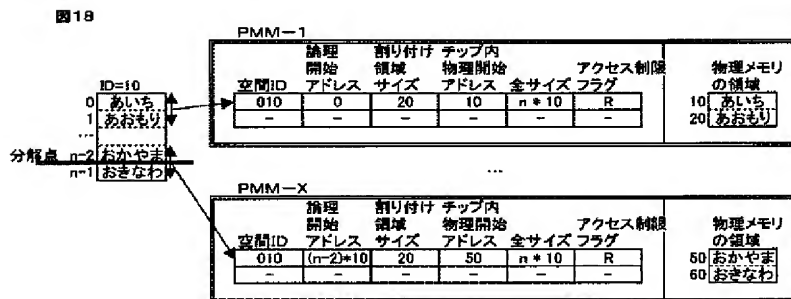 図18
PMM-1
論理 割り付け チップ内
開始 領域 物理開始 アクセス制限
空間ID アドレス サイズ アドレス 全サイズ フラグ
010 0 20 10 n*10 R
- - - - - -
物理メモリ
の領域
10 あいち
20 あおもり
ID=10
0 あいち
1 あおもり
...
分解点 n-2 おかやま
n-1 おきなわ
...
PMM-X
論理 割り付け チップ内
開始 領域 物理開始 アクセス制限
空間ID アドレス サイズ アドレス 全サイズ フラグ
010 (n-2)*10 20 50 n*10 R
- - - - - -
物理メモリ
の領域
50 おかやま
60 おきなわ